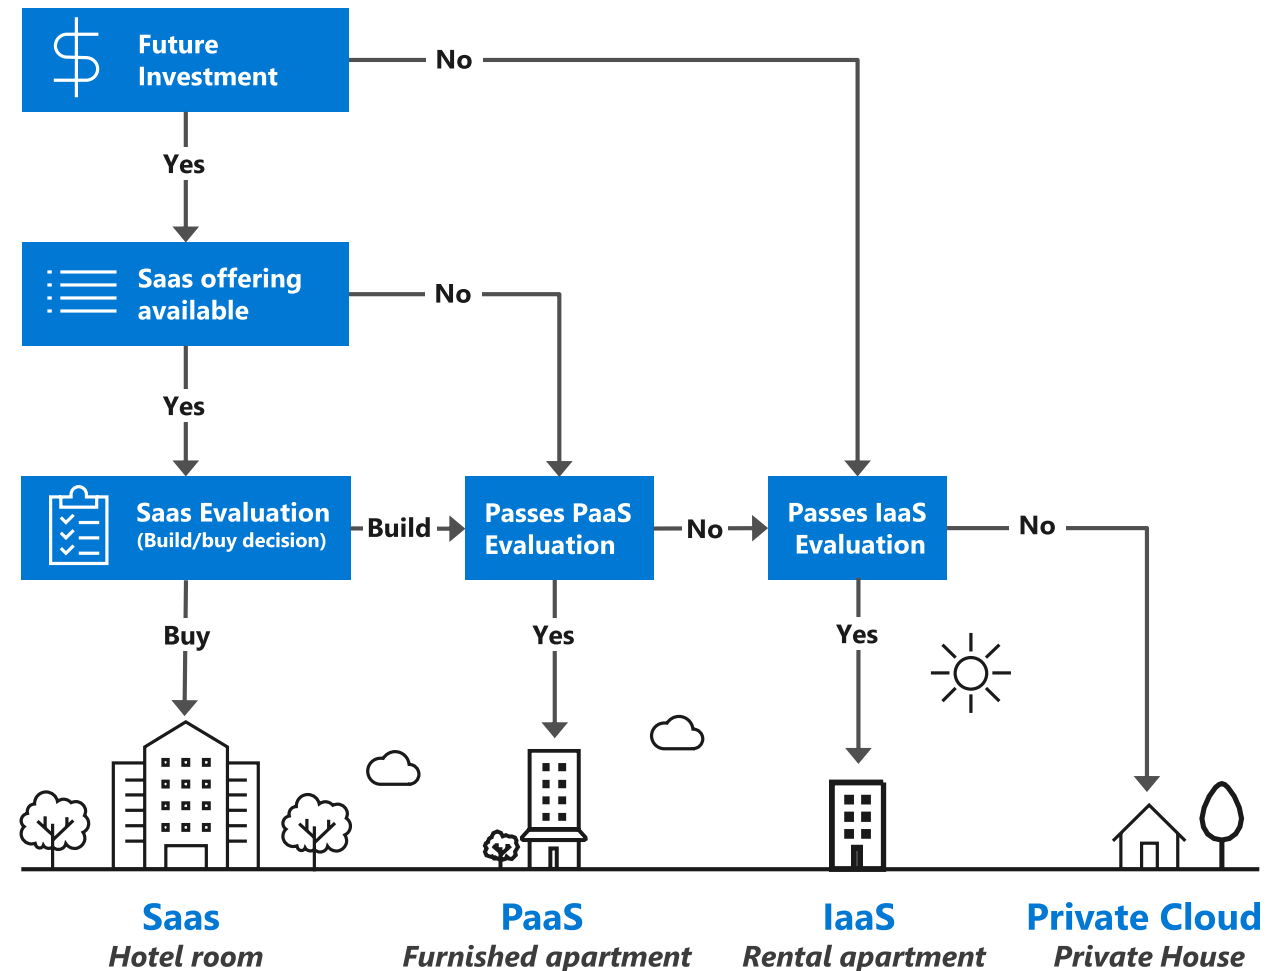 Future
Investment
No
Yes
Saas offering
available
No
Yes
Saas Evaluation
(Build/buy decision)
Build
Passes PaaS
Evaluation
No
Passes IaaS
Evaluation
No
Buy
Yes
Yes
Saas
Hotel room
PaaS
Furnished apartment
IaaS
Rental apartment
Private Cloud
Private House